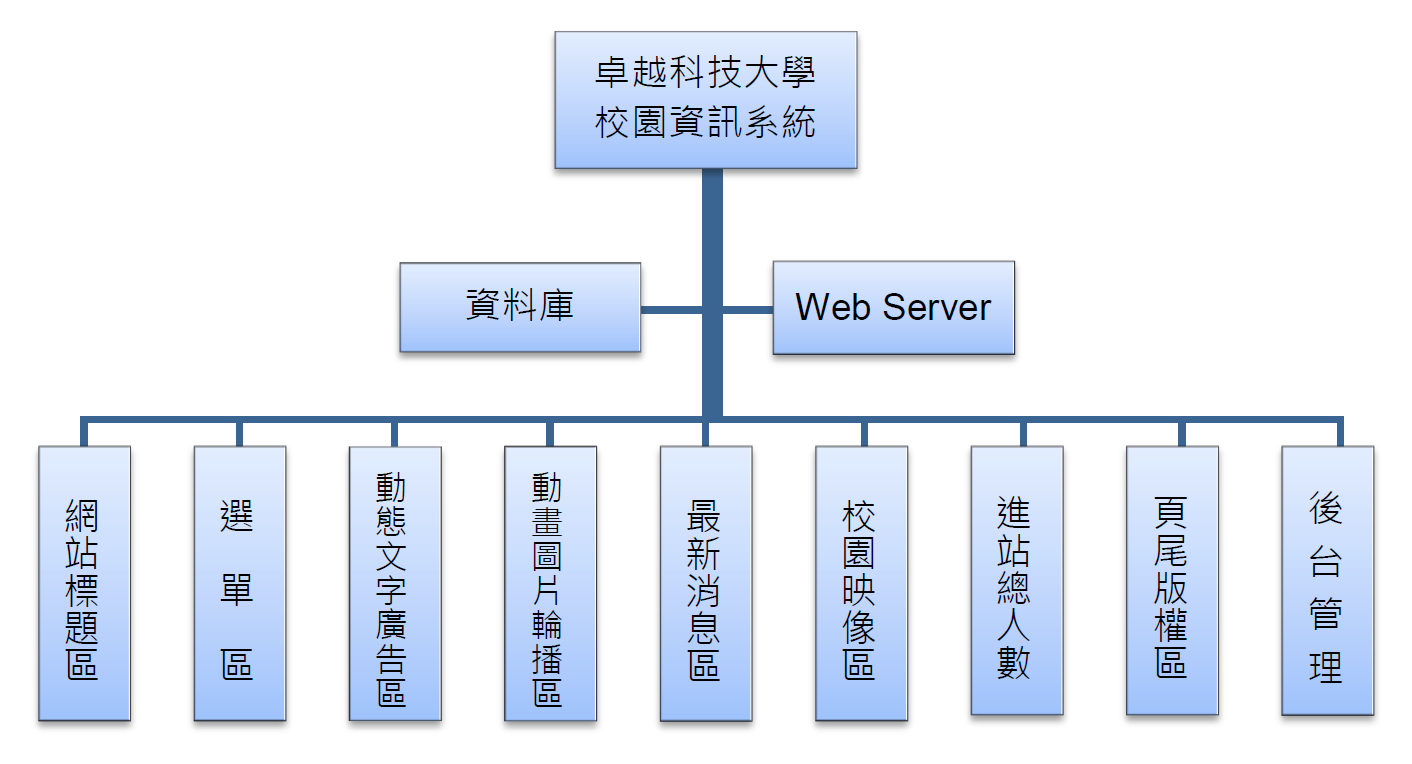 卓越科技大學
校園資訊系統
資料庫
Web Server
網站標題區
選單區
動態文字廣告區
動畫圖片輪播區
最新消息區
校園映像區
進站總人數
頁尾版權區
後台管理